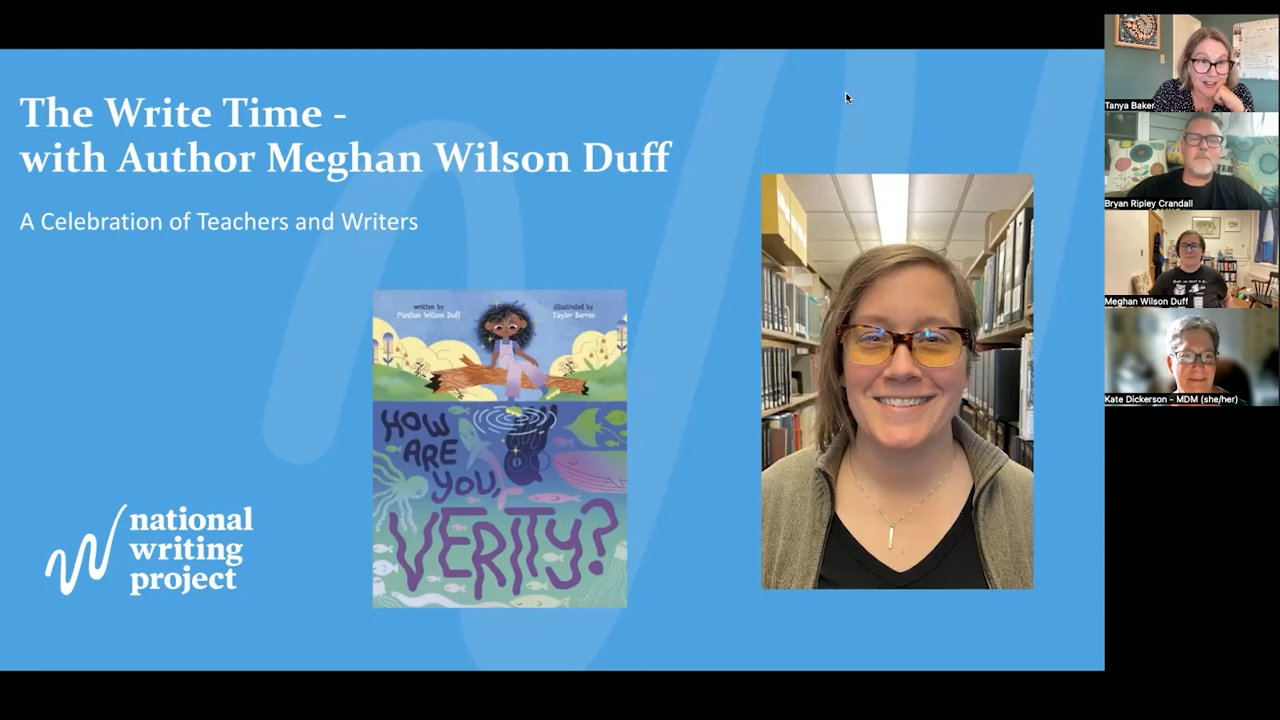 The Write Time -
with Author Meghan Wilson Duff
A Celebration of Teachers and Writers
written by
Meghan Wilson Duff
illustrated by
Taylor Barron
HOW
ARE
YOU,
VERITY?
national
writing
project
Tanya Baker
Bryan Ripley Crandall
Meghan Wilson Duff
Kate Dickerson - MDM (she/her)